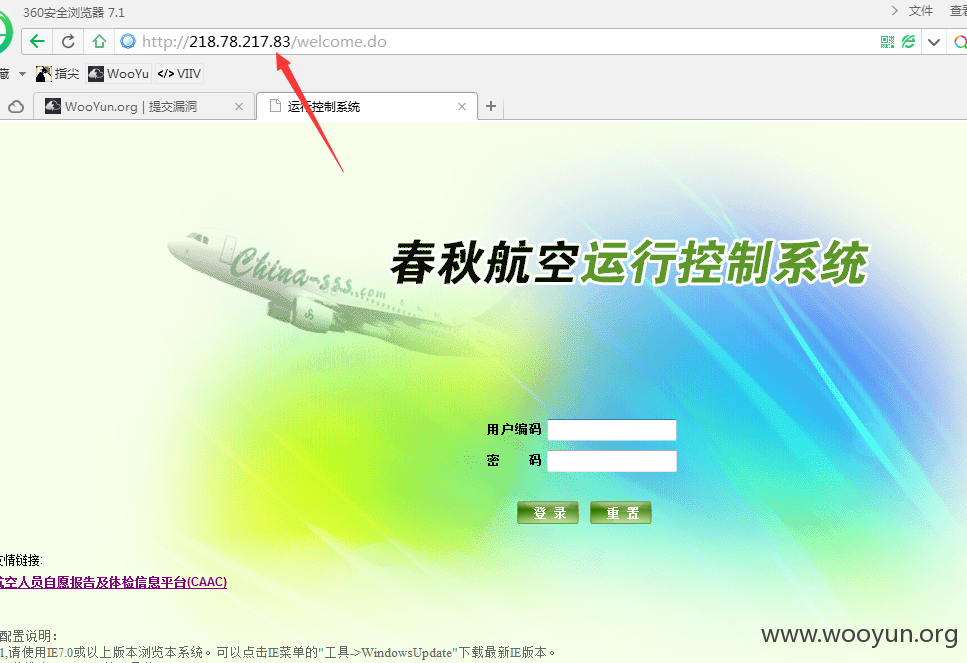 360安全浏览器 7.1 文件 查看
http://218.78.217.83/welcome.do
藏 指尖 WooYu </> VIIV
WooYun.org | 提交漏洞 运行控制系统
China-sss.com
春秋航空运行控制系统
用户编码
密 码
登 录 重 置
友情链接:
航空人员自愿报告及体检信息平台(CAAC)
配置说明:
1,请使用IE7.0或以上版本浏览本系统。可以点击IE菜单的"工具->WindowsUpdate"下载最新IE版本。
www.wooyun.org